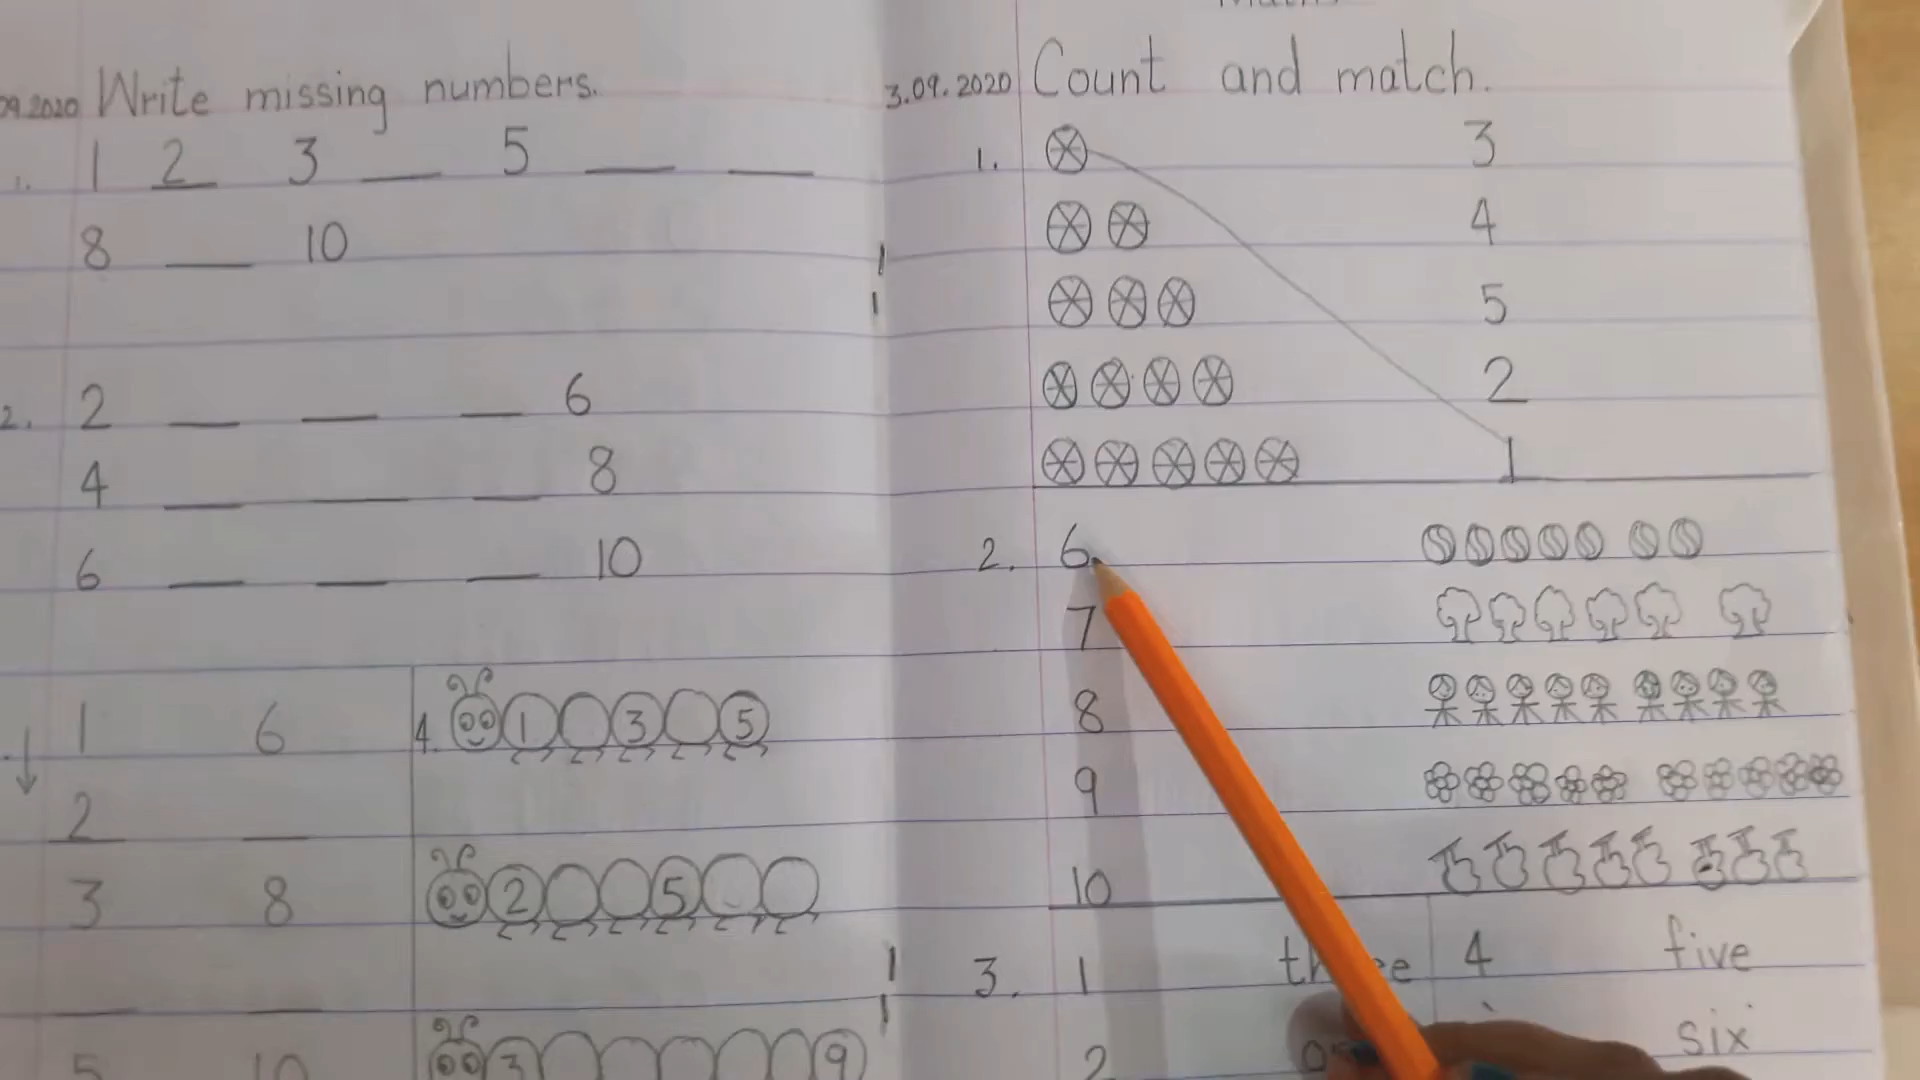 09.2020 Write missing numbers.
1. 1 2 3 __ 5 __ __
8 __ 10
2. 2 __ __ __ 6
4 __ __ __ 8
6 __ __ __ 10
1 6
2 __
3 8
__ __
5 10
4. 1 3 5
2 5
3 9
3.09.2020 Count and match.
1. 3
4
5
2
1
2. 6
7
8
9
10
3. 1 three 4 five
2 six